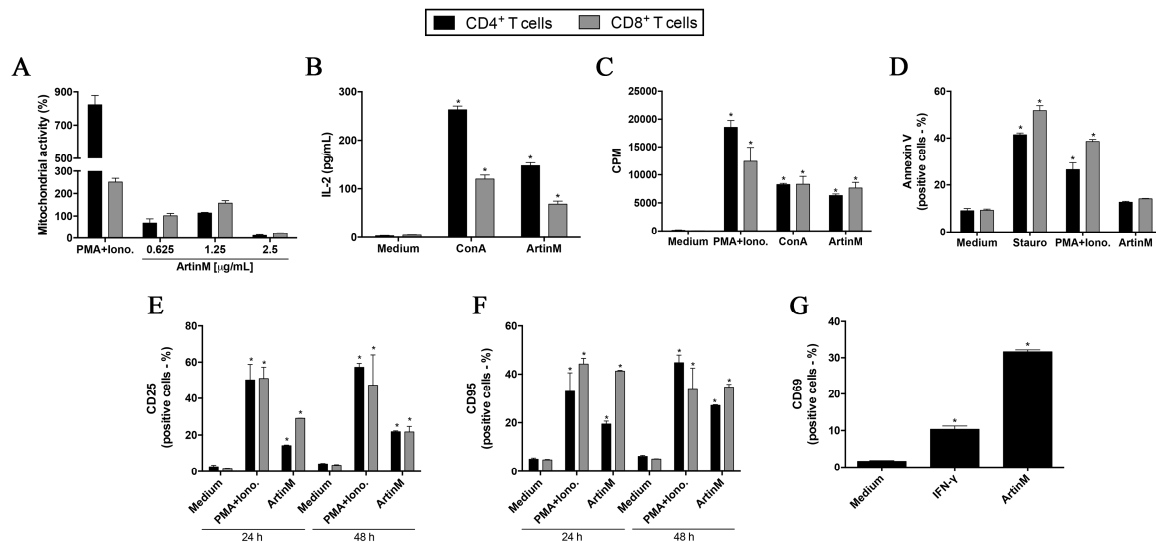 CD4+ T cells CD8+ T cells
A
Mitochondrial activity (%)
900
700
500
300
200
100
0
PMA+Iono. 0.625 1.25 2.5
ArtinM [µg/mL]
B
IL-2 (pg/mL)
300
200
100
0
Medium ConA ArtinM
* * * *
C
CPM
25000
20000
15000
10000
5000
0
Medium PMA+Iono. ConA ArtinM
* * * * * *
D
Annexin V
(positive cells - %)
60
40
20
0
Medium Stauro PMA+Iono. ArtinM
* * * *
E
CD25
(positive cells - %)
80
60
40
20
0
Medium PMA+Iono. ArtinM Medium PMA+Iono. ArtinM
24 h 48 h
* * * * * * * *
F
CD95
(positive cells - %)
60
40
20
0
Medium PMA+Iono. ArtinM Medium PMA+Iono. ArtinM
24 h 48 h
* * * * * * * *
G
CD69
(positive cells - %)
40
30
20
10
0
Medium IFN-γ ArtinM
* *